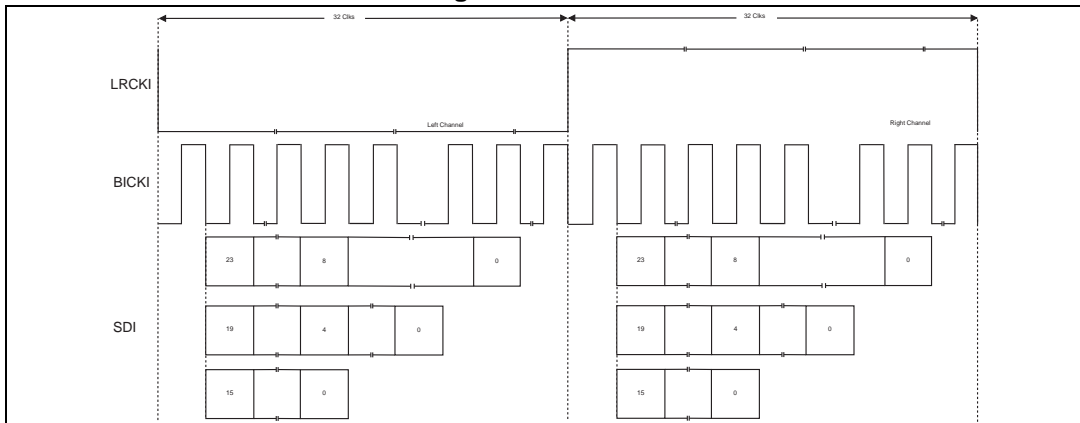 32 Clks 32 Clks
LRCKI
Left Channel Right Channel
BICKI
23 8 0 23 8 0
SDI
19 4 0 19 4 0
15 0 15 0